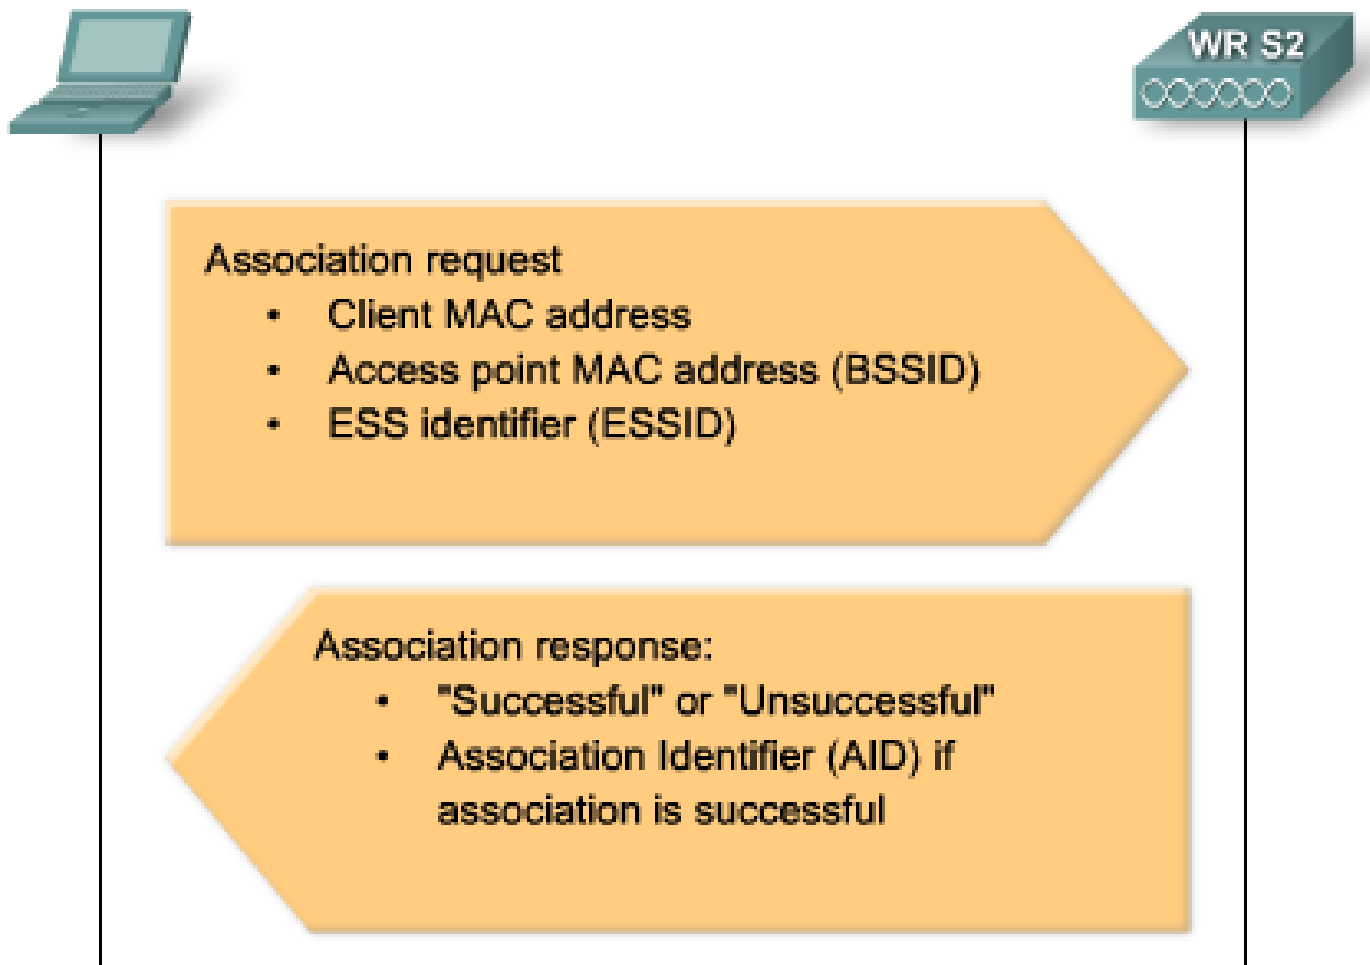 WR S2
Association request
• Client MAC address
• Access point MAC address (BSSID)
• ESS identifier (ESSID)
Association response:
• "Successful" or "Unsuccessful"
• Association Identifier (AID) if
association is successful